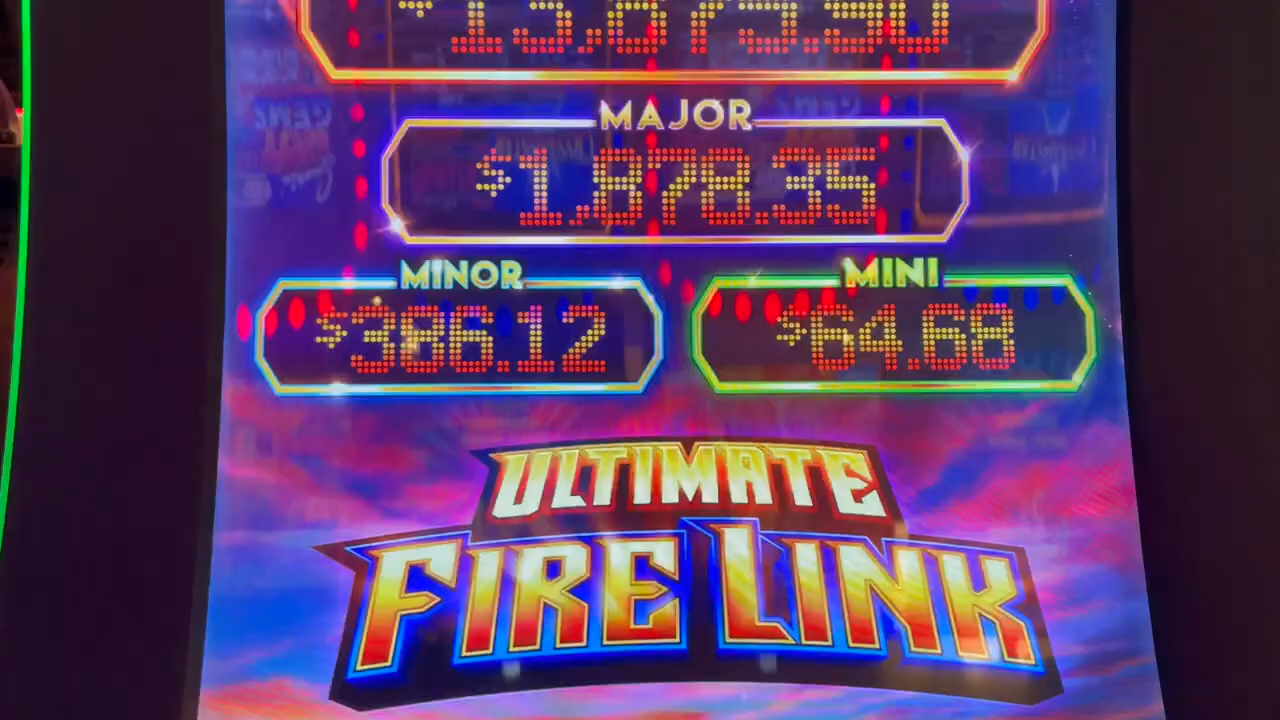 MAJOR
$1,878.35
MINOR MINI
$386.12 $64.68
ULTIMATE
FIRE LINK